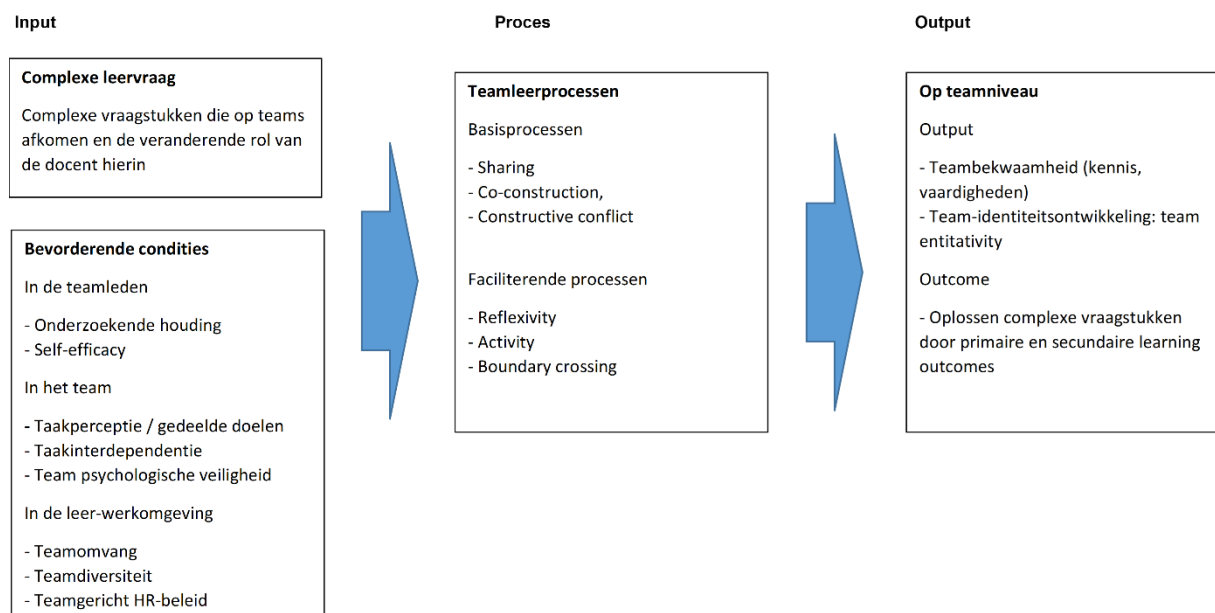 Input
Complexe leervraag
Complexe vraagstukken die op teams
afkomen en de veranderende rol van
de docent hierin
Bevorderende condities
In de teamleden
- Onderzoekende houding
- Self-efficacy
In het team
- Taakperceptie / gedeelde doelen
- Taakinterdependentie
- Team psychologische veiligheid
In de leer-werkomgeving
- Teamomvang
- Teamdiversiteit
- Teamgericht HR-beleid
Proces
Teamleerprocessen
Basisprocessen
- Sharing
- Co-construction,
- Constructive conflict
Faciliterende processen
- Reflexivity
- Activity
- Boundary crossing
Output
Op teamniveau
Output
- Teambekwaamheid (kennis,
vaardigheden)
- Team-identiteitsontwikkeling: team
entitativity
Outcome
- Oplossen complexe vraagstukken
door primaire en secundaire learning
outcomes